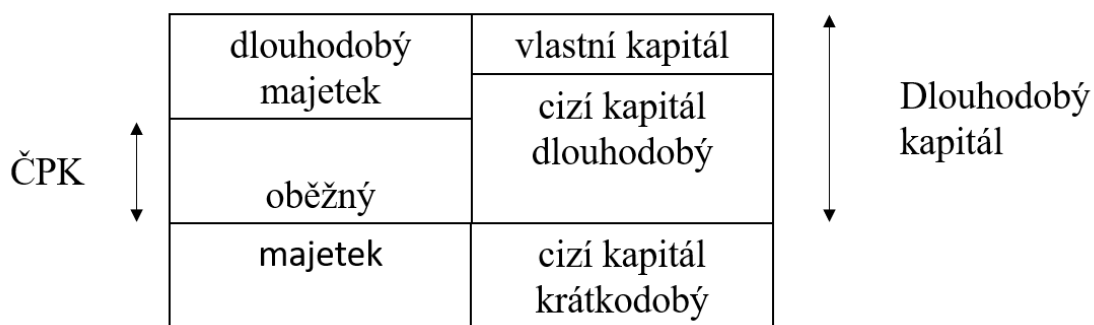 dlouhodobý
majetek
vlastní kapitál
cizí kapitál
dlouhodobý
Dlouhodobý
kapitál
ČPK
oběžný
majetek
cizí kapitál
krátkodobý